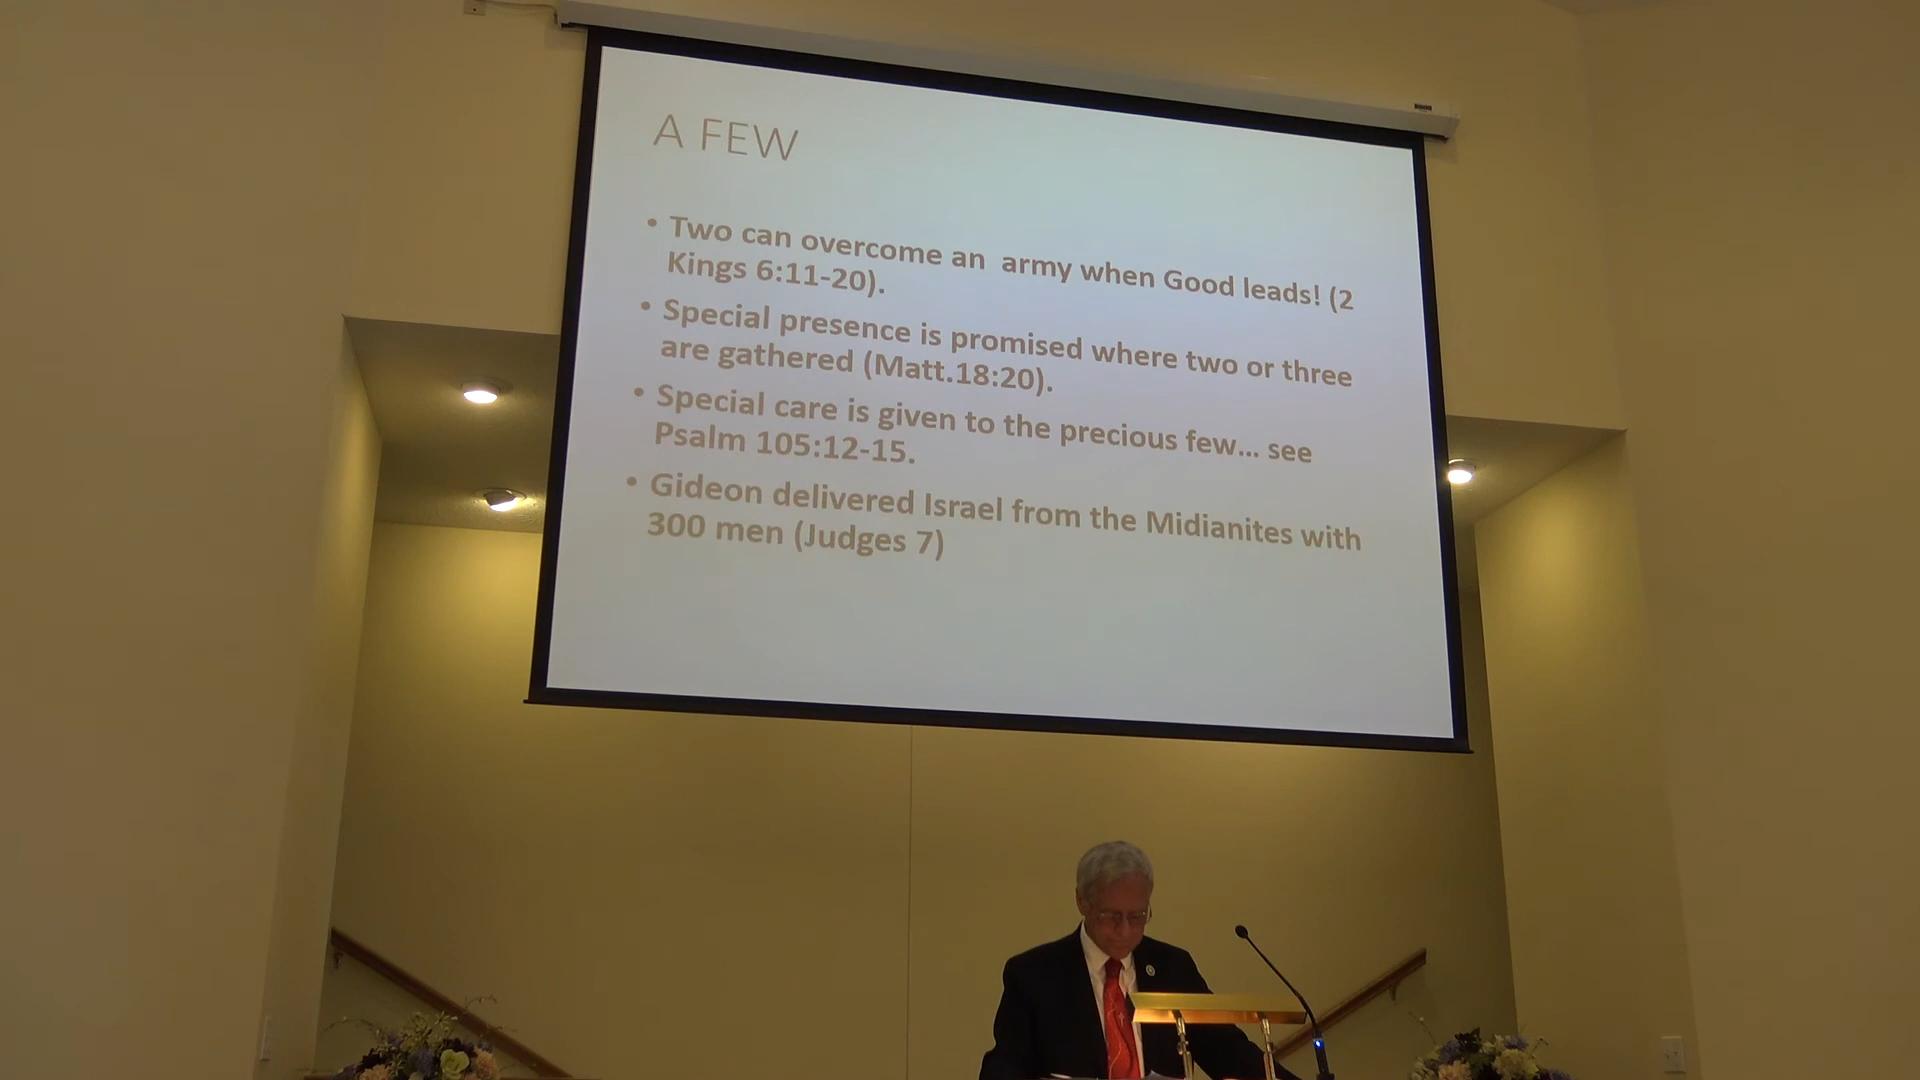 A FEW
• Two can overcome an  army when Good leads! (2
Kings 6:11-20).
• Special presence is promised where two or three
are gathered (Matt.18:20).
• Special care is given to the precious few... see
Psalm 105:12-15.
• Gideon delivered Israel from the Midianites with
300 men (Judges 7)